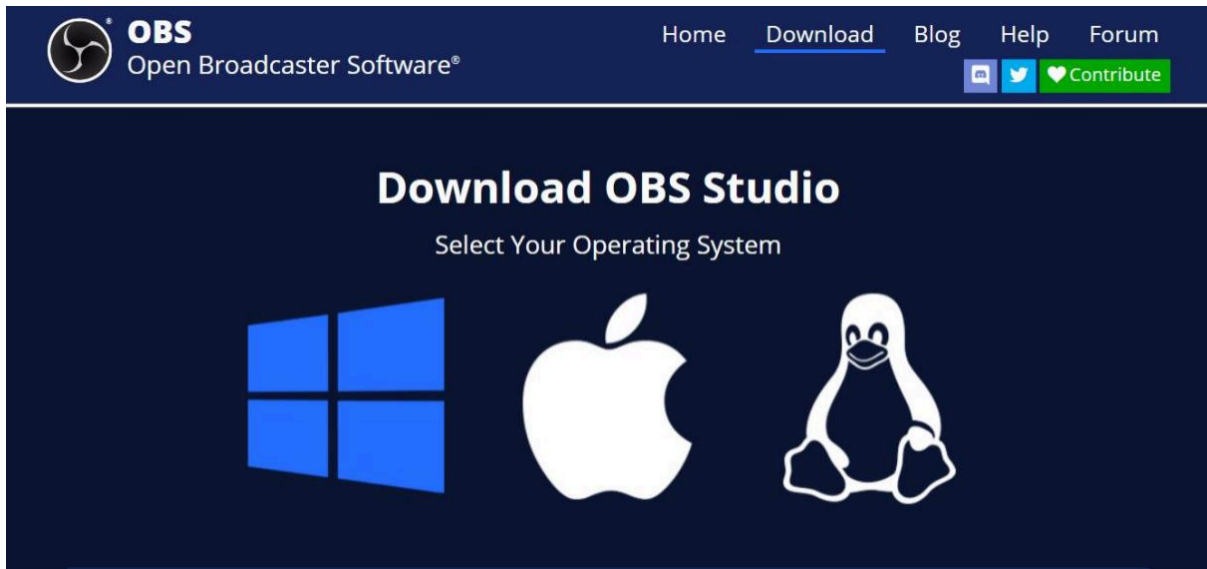 OBS
Open Broadcaster Software®
Home Download Blog Help Forum
Contribute
Download OBS Studio
Select Your Operating System